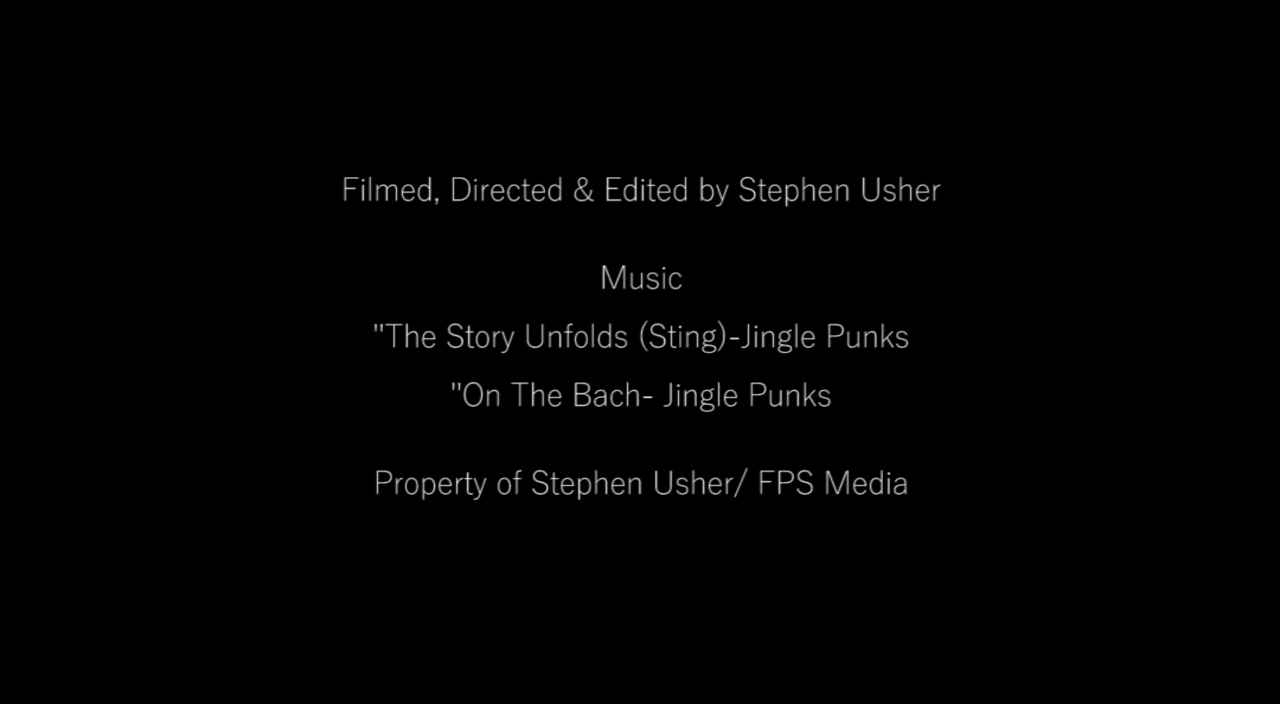 Filmed, Directed & Edited by Stephen Usher
Music
"The Story Unfolds (Sting)-Jingle Punks
"On The Bach- Jingle Punks
Property of Stephen Usher/ FPS Media